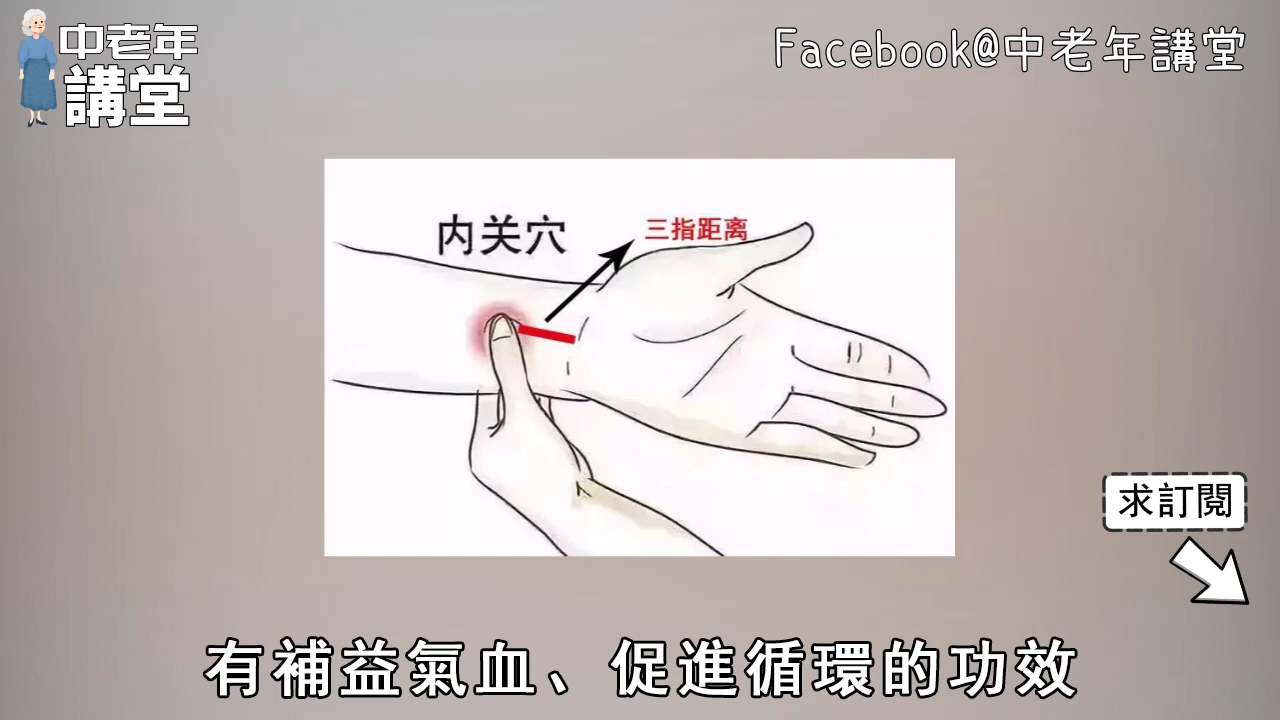 中老年
講堂
Facebook@中老年講堂
内关穴
三指距离
求訂閱
有補益氣血、促進循環的功效